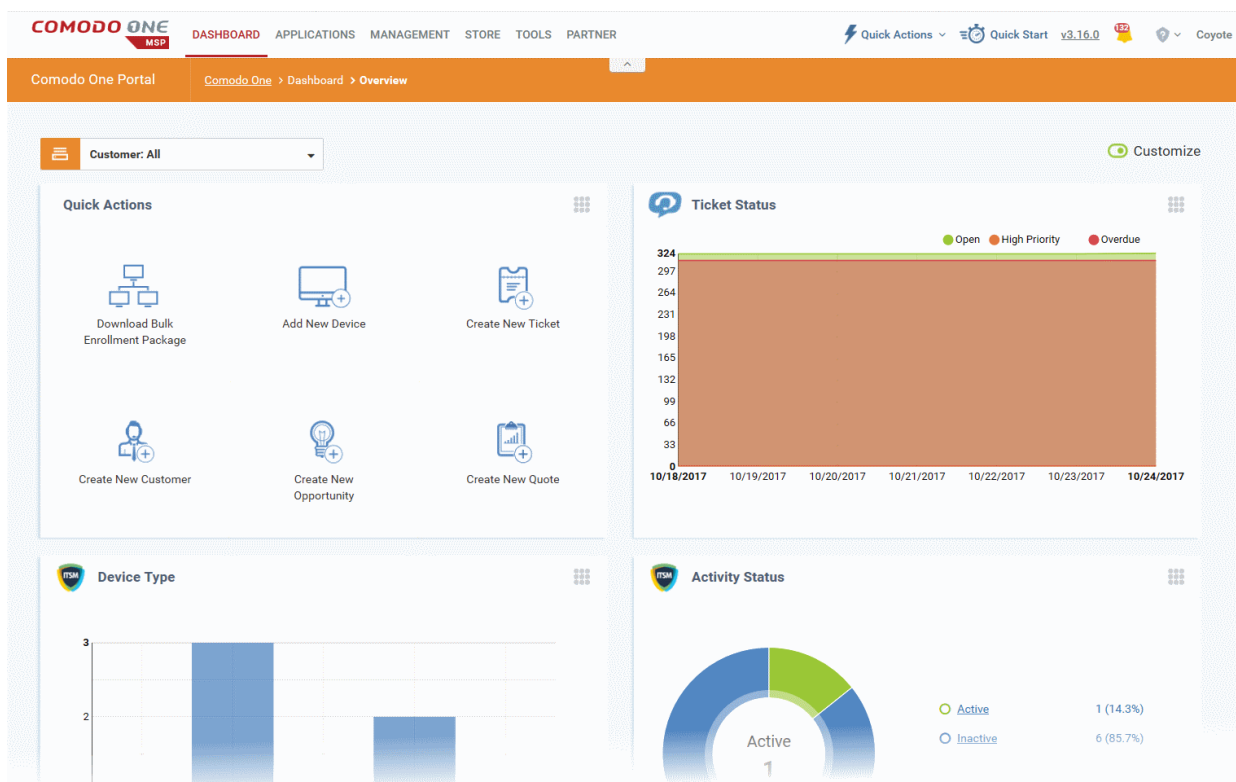 COMODO ONE
MSP
DASHBOARD APPLICATIONS MANAGEMENT STORE TOOLS PARTNER
Quick Actions Quick Start v3.16.0 132 ? Coyote
Comodo One Portal Comodo One > Dashboard > Overview
Customer: All
Customize
Quick Actions
Download Bulk
Enrollment Package
Add New Device
Create New Ticket
Create New Customer
Create New
Opportunity
Create New Quote
Ticket Status
Open High Priority Overdue
324
297
264
231
198
165
132
99
66
33
0
10/18/2017 10/19/2017 10/20/2017 10/21/2017 10/22/2017 10/23/2017 10/24/2017
ITSM Device Type
3
2
ITSM Activity Status
Active
1
Active 1 (14.3%)
Inactive 6 (85.7%)